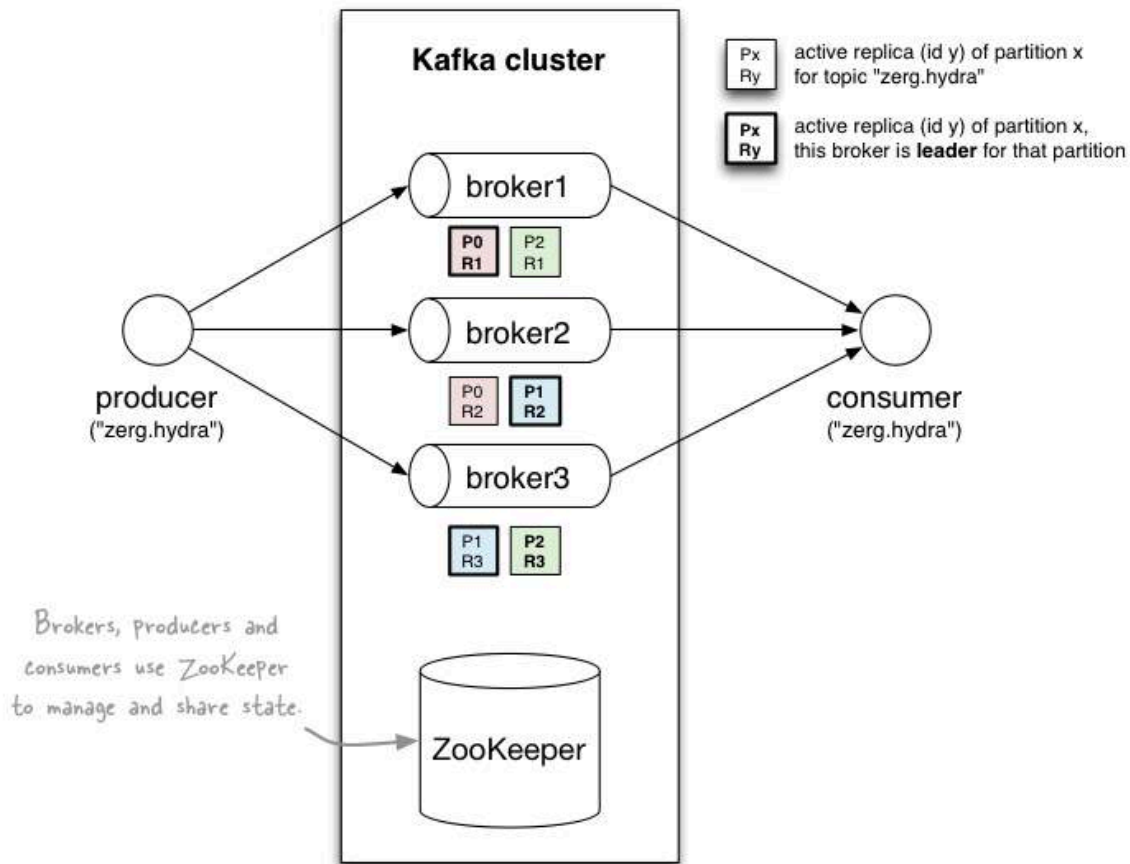 Kafka cluster
Px
Ry
active replica (id y) of partition x
for topic "zerg.hydra"
Px
Ry
active replica (id y) of partition x,
this broker is leader for that partition
broker1
P0
R1
P2
R1
broker2
P0
R2
P1
R2
broker3
P1
R3
P2
R3
producer
("zerg.hydra")
consumer
("zerg.hydra")
Brokers, producers and
consumers use ZooKeeper
to manage and share state.
ZooKeeper